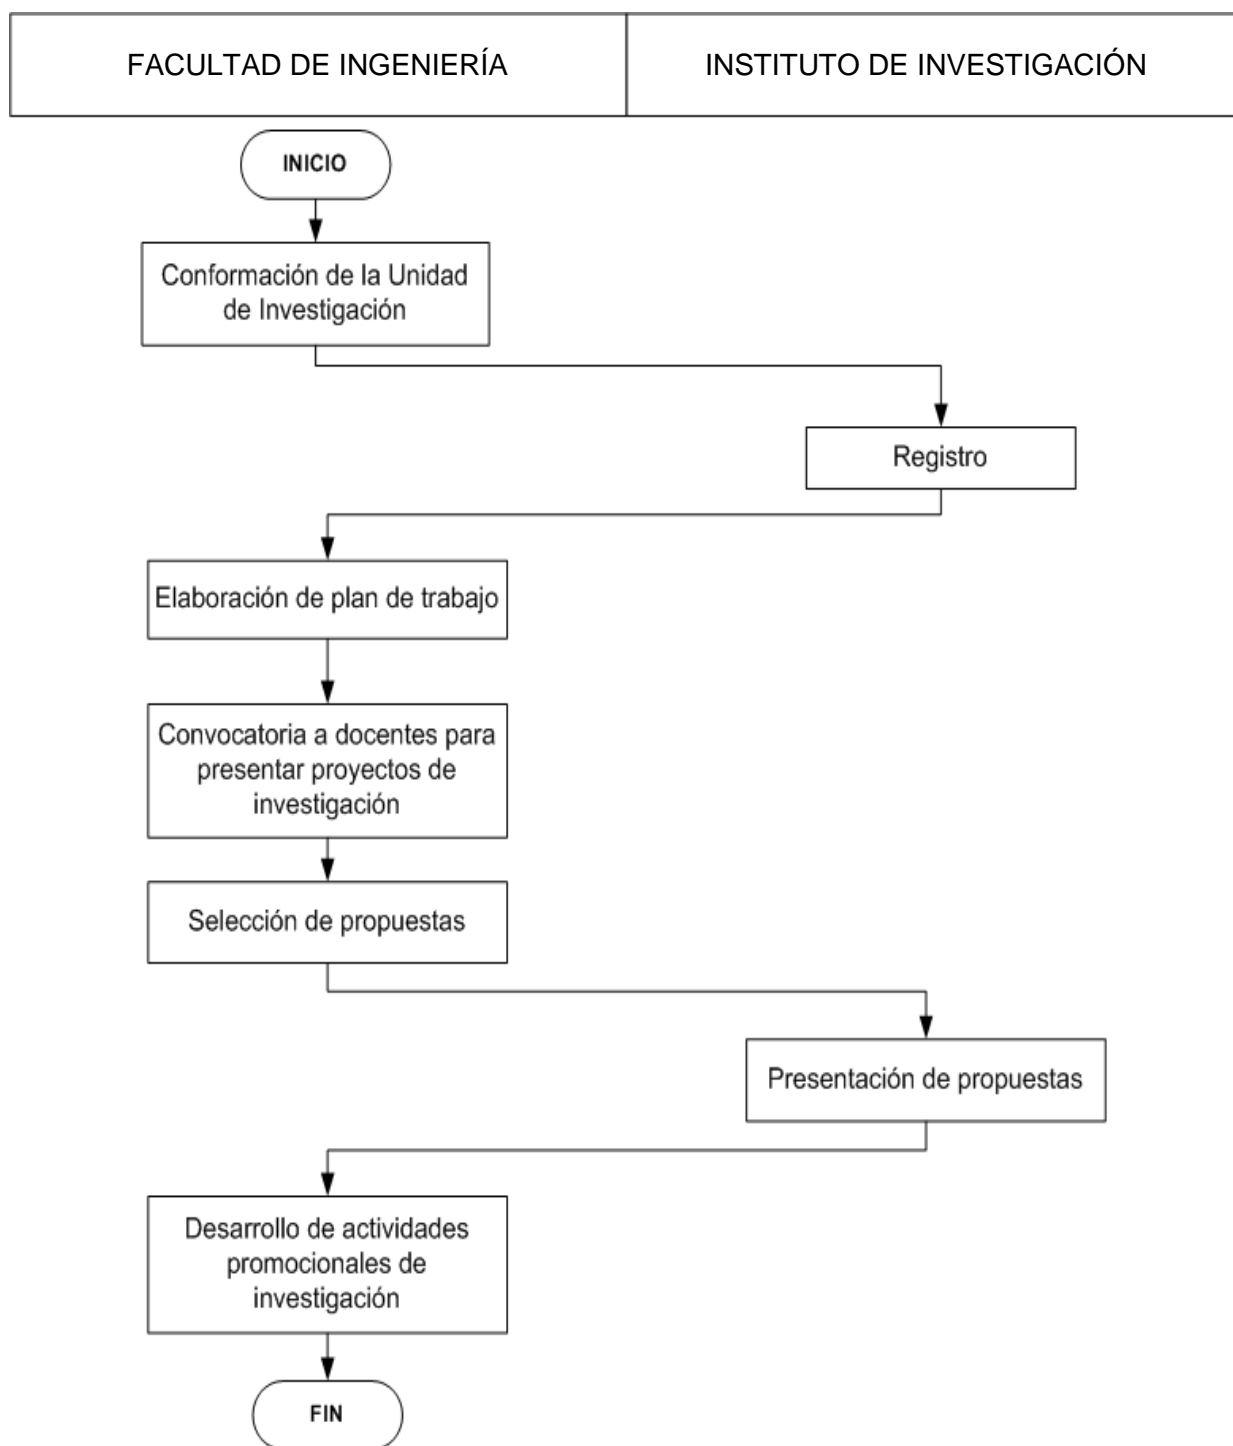 FACULTAD DE INGENIERÍA
INSTITUTO DE INVESTIGACIÓN
INICIO
Conformación de la Unidad
de Investigación
Registro
Elaboración de plan de trabajo
Convocatoria a docentes para
presentar proyectos de
investigación
Selección de propuestas
Presentación de propuestas
Desarrollo de actividades
promocionales de
investigación
FIN